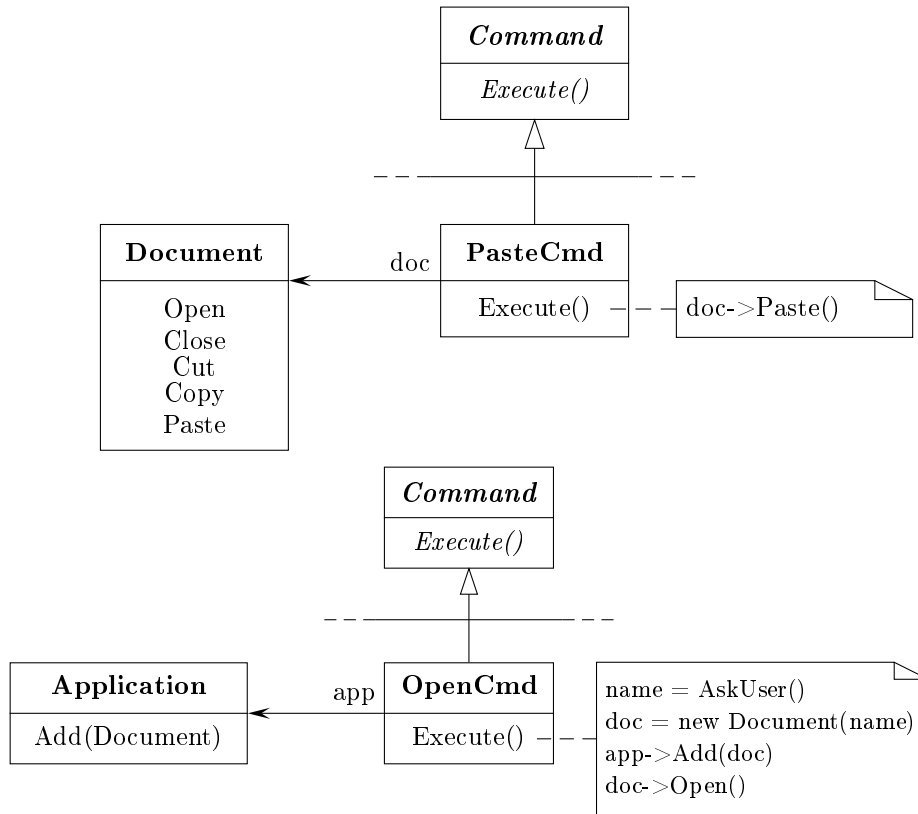 Command
Execute()
Document
doc
PasteCmd
Open
Close
Cut
Copy
Paste
Execute()
doc->Paste()
Command
Execute()
Application
Add(Document)
app
OpenCmd
Execute()
name = AskUser()
doc = new Document(name)
app->Add(doc)
doc->Open()